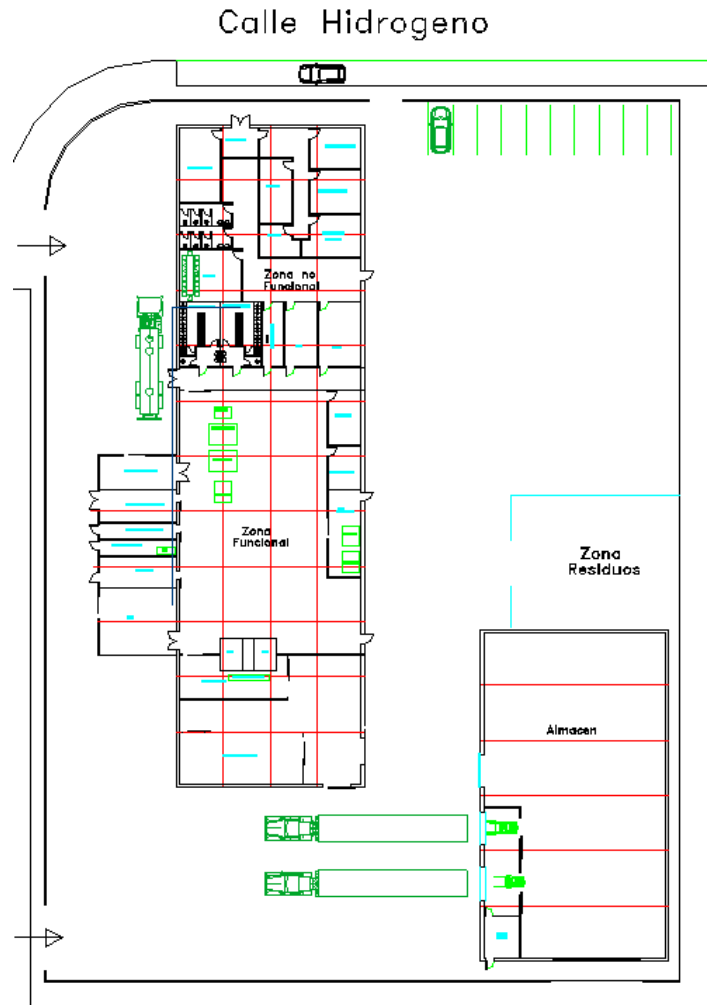 Calle Hidrogeno
Zona no
Funcional
Zona
Funcional
Zona
Residuos
Almacen